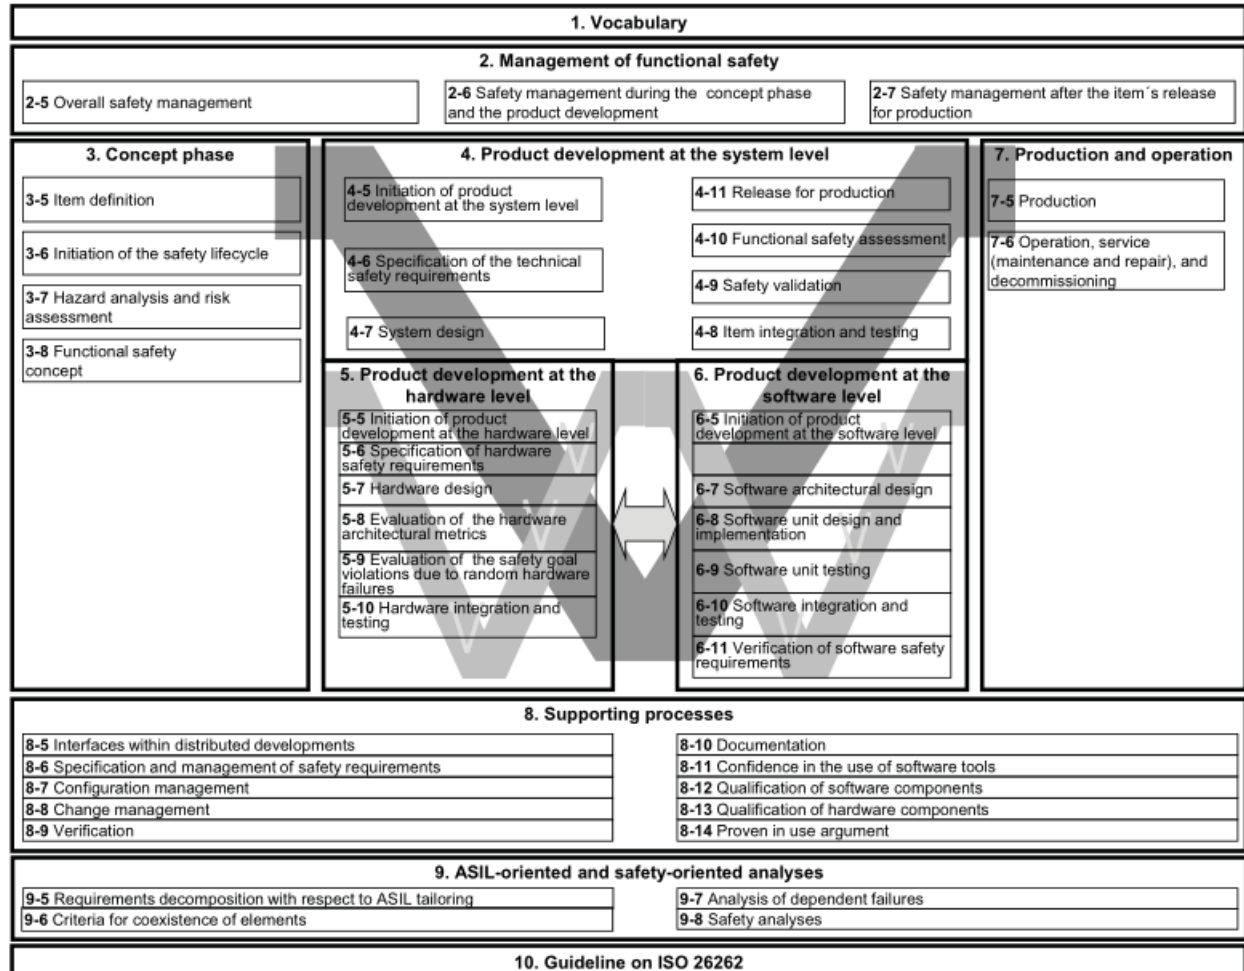 1. Vocabulary
2. Management of functional safety
2-5 Overall safety management
2-6 Safety management during the concept phase
and the product development
2-7 Safety management after the item´s release
for production
3. Concept phase
3-5 Item definition
3-6 Initiation of the safety lifecycle
3-7 Hazard analysis and risk
assessment
3-8 Functional safety
concept
4. Product development at the system level
4-5 Initiation of product
development at the system level
4-6 Specification of the technical
safety requirements
4-7 System design
4-11 Release for production
4-10 Functional safety assessment
4-9 Safety validation
4-8 Item integration and testing
7. Production and operation
7-5 Production
7-6 Operation, service
(maintenance and repair), and
decommissioning
5. Product development at the
hardware level
5-5 Initiation of product
development at the hardware level
5-6 Specification of hardware
safety requirements
5-7 Hardware design
5-8 Evaluation of the hardware
architectural metrics
5-9 Evaluation of the safety goal
violations due to random hardware
failures
5-10 Hardware integration and
testing
6. Product development at the
software level
6-5 Initiation of product
development at the software level
6-7 Software architectural design
6-8 Software unit design and
implementation
6-9 Software unit testing
6-10 Software integration and
testing
6-11 Verification of software safety
requirements
8. Supporting processes
8-5 Interfaces within distributed developments
8-6 Specification and management of safety requirements
8-7 Configuration management
8-8 Change management
8-9 Verification
8-10 Documentation
8-11 Confidence in the use of software tools
8-12 Qualification of software components
8-13 Qualification of hardware components
8-14 Proven in use argument
9. ASIL-oriented and safety-oriented analyses
9-5 Requirements decomposition with respect to ASIL tailoring
9-6 Criteria for coexistence of elements
9-7 Analysis of dependent failures
9-8 Safety analyses
10. Guideline on ISO 26262